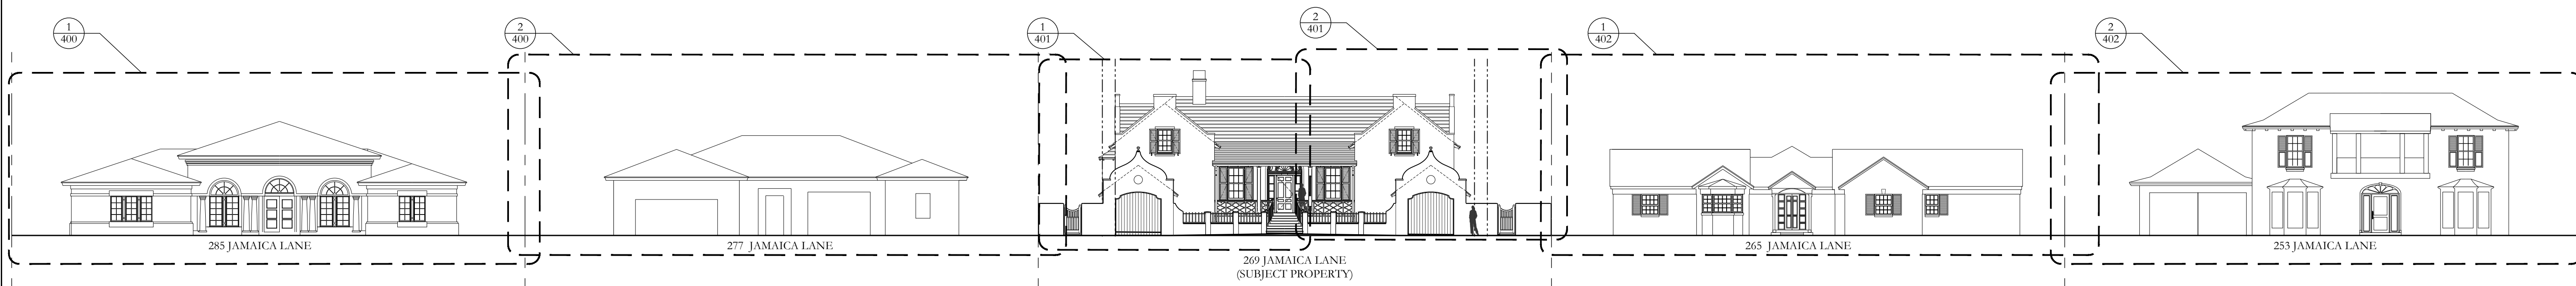 1
400
2
400
1
401
2
401
1
402
2
402
285 JAMAICA LANE
277 JAMAICA LANE
269 JAMAICA LANE
(SUBJECT PROPERTY)
265 JAMAICA LANE
253 JAMAICA LANE